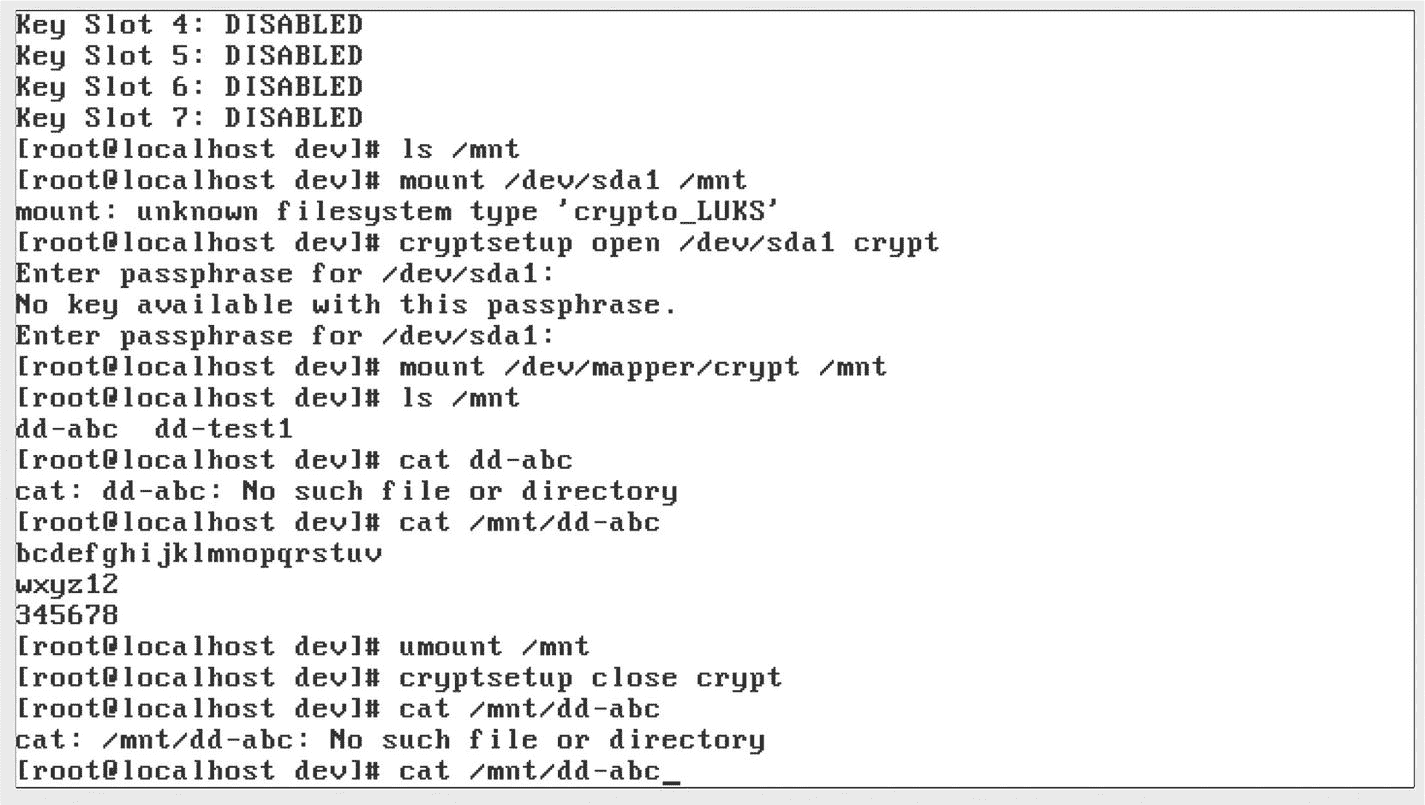 Key Slot 4: DISABLED
Key Slot 5: DISABLED
Key Slot 6: DISABLED
Key Slot 7: DISABLED
[root@localhost dev]# ls /mnt
[root@localhost dev]# mount /dev/sda1 /mnt
mount: unknown filesystem type 'crypto_LUKS'
[root@localhost dev]# cryptsetup open /dev/sda1 crypt
Enter passphrase for /dev/sda1:
No key available with this passphrase.
Enter passphrase for /dev/sda1:
[root@localhost dev]# mount /dev/mapper/crypt /mnt
[root@localhost dev]# ls /mnt
dd-abc  dd-test1
[root@localhost dev]# cat dd-abc
cat: dd-abc: No such file or directory
[root@localhost dev]# cat /mnt/dd-abc
bcdefghijklmnopqrstuv
wxyz12
345678
[root@localhost dev]# umount /mnt
[root@localhost dev]# cryptsetup close crypt
[root@localhost dev]# cat /mnt/dd-abc
cat: /mnt/dd-abc: No such file or directory
[root@localhost dev]# cat /mnt/dd-abc_